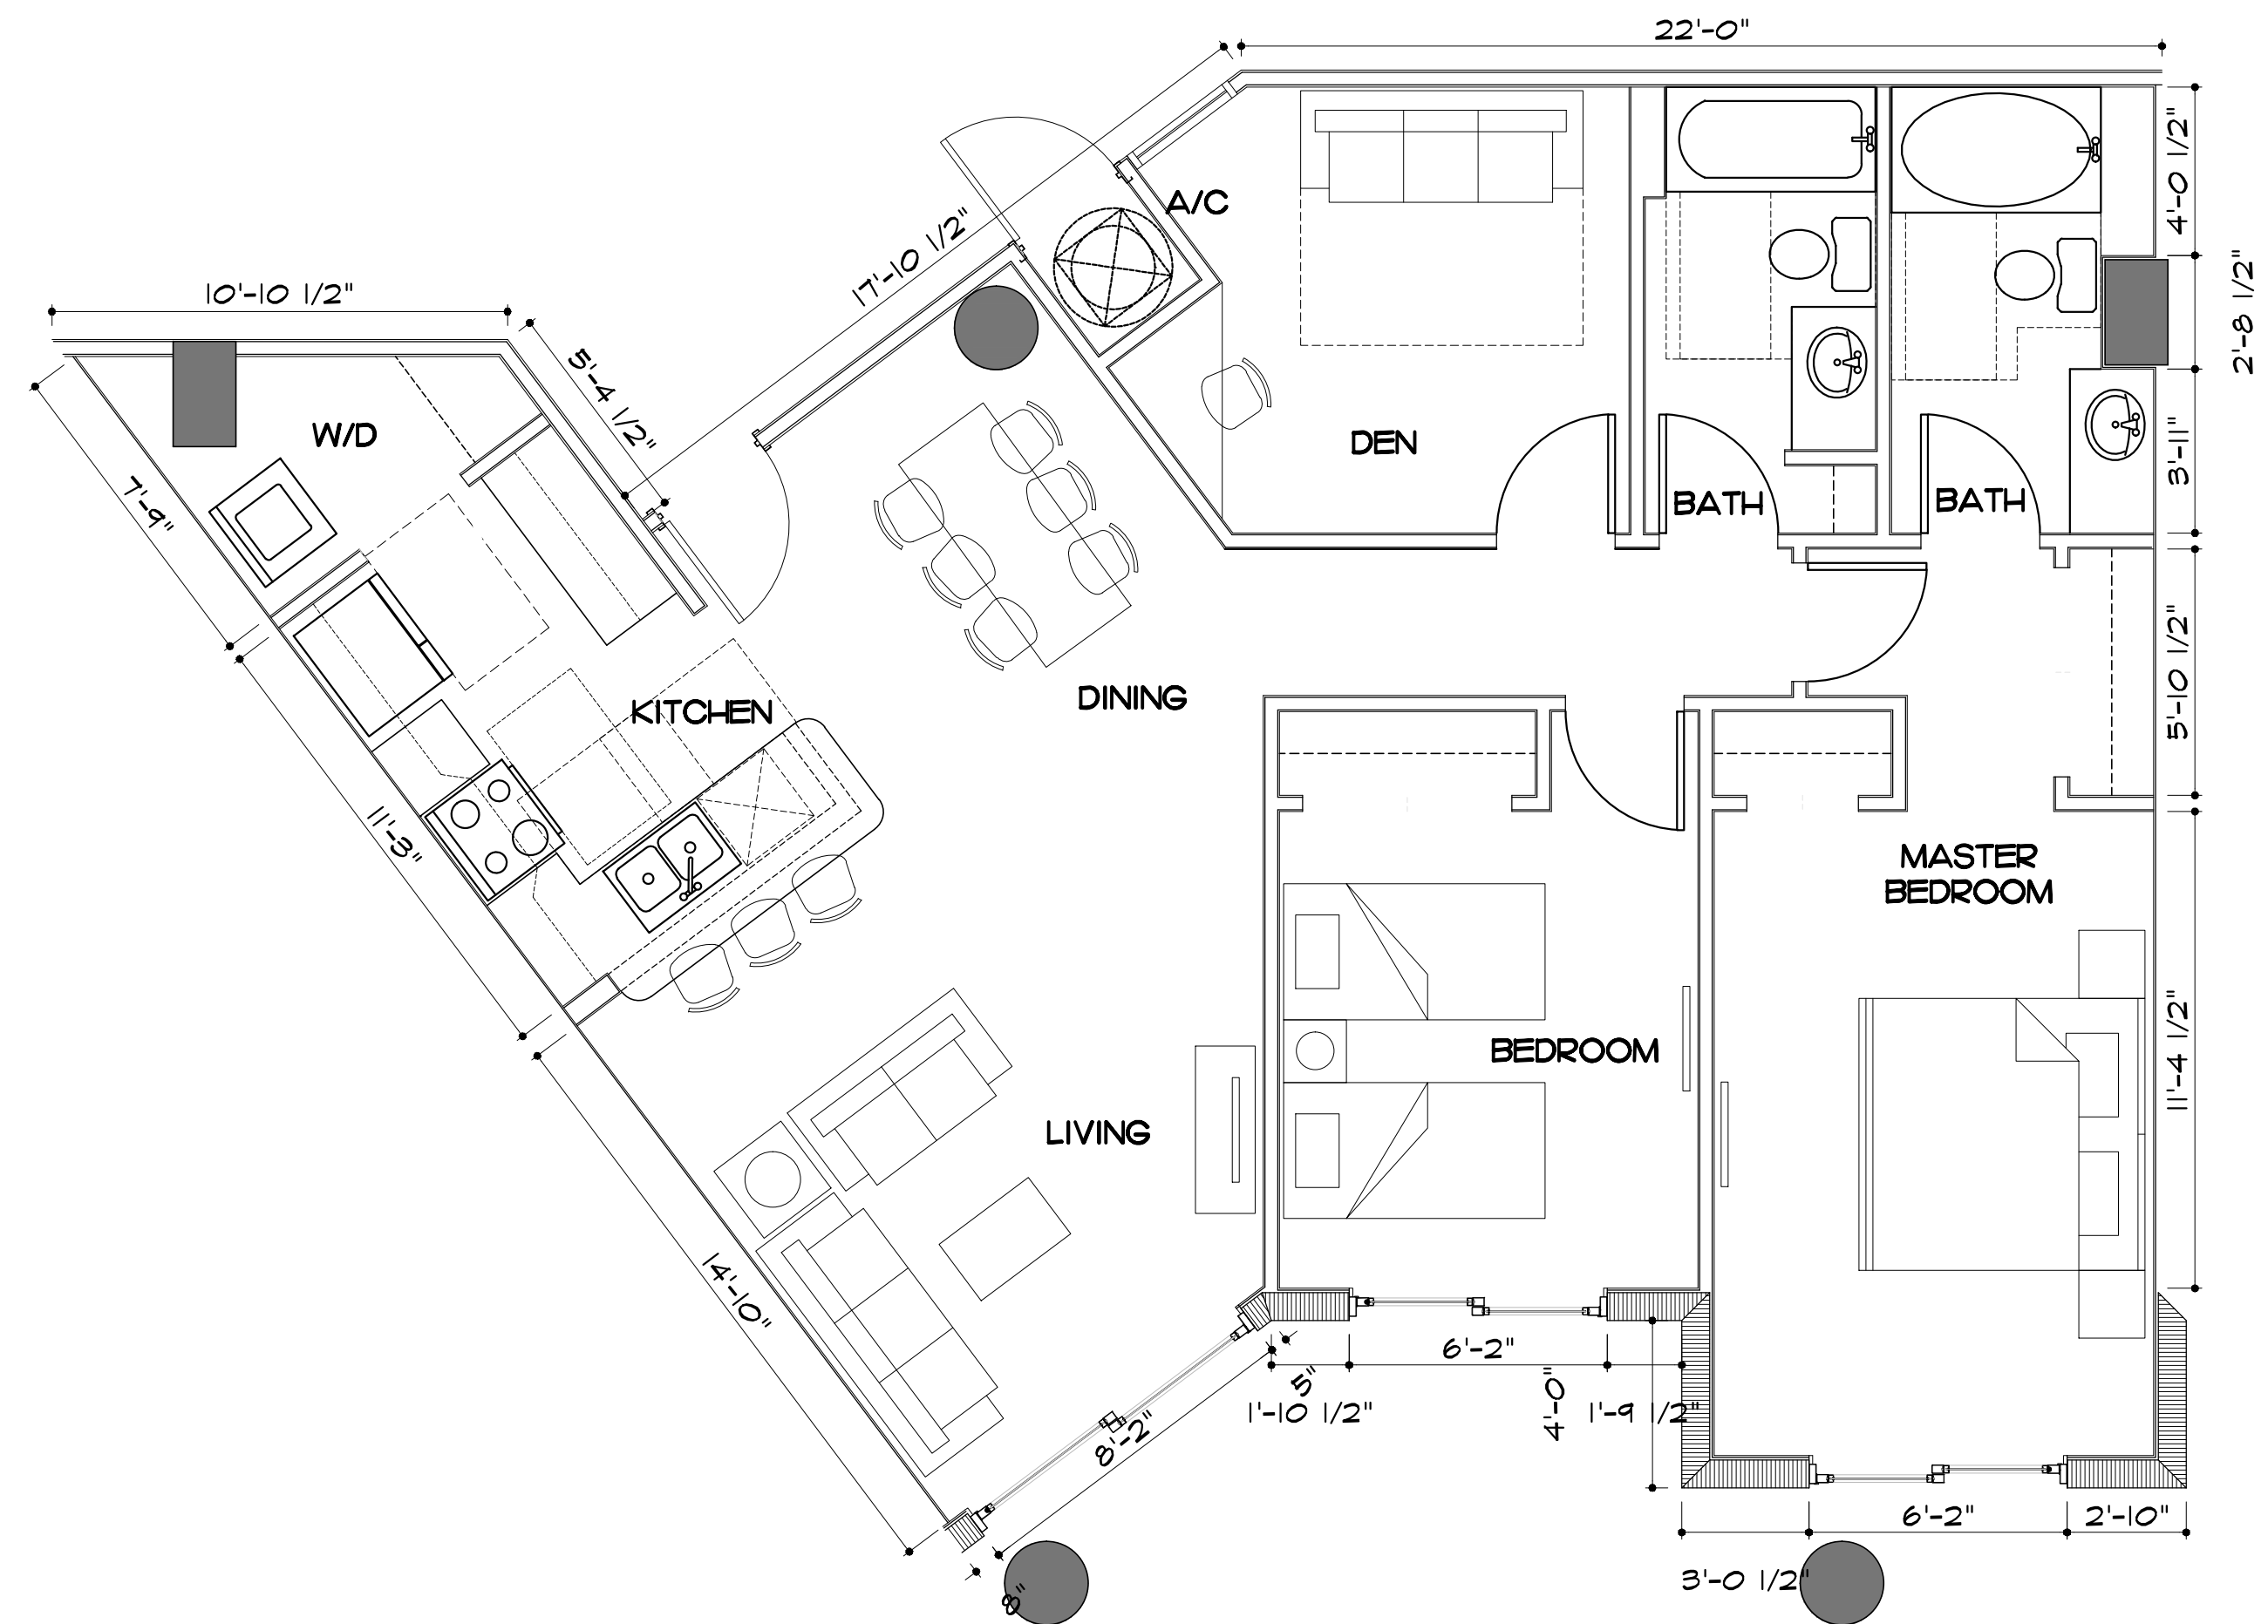 22'-0"
4'-0 1/2"
A/C
17'-10 1/2"
2'-8 1/2"
10'-10 1/2"
5'-4 1/2"
W/D
DEN
3'-11"
7'-9"
BATH
BATH
5'-10 1/2"
KITCHEN
DINING
11'-3"
MASTER
BEDROOM
BEDROOM
11'-4 1/2"
LIVING
14'-10"
6'-2"
5"
4'-0"
1'-10 1/2"
1'-9 1/2"
8'-2"
6'-2"
2'-10"
3'-0 1/2"
8"